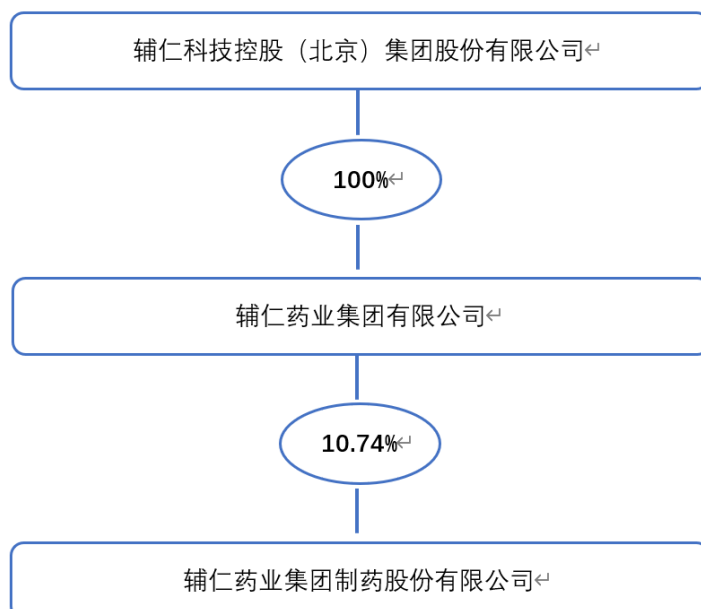 辅仁科技控股（北京）集团股份有限公司↵
100%↵
辅仁药业集团有限公司↵
10.74%↵
辅仁药业集团制药股份有限公司↵